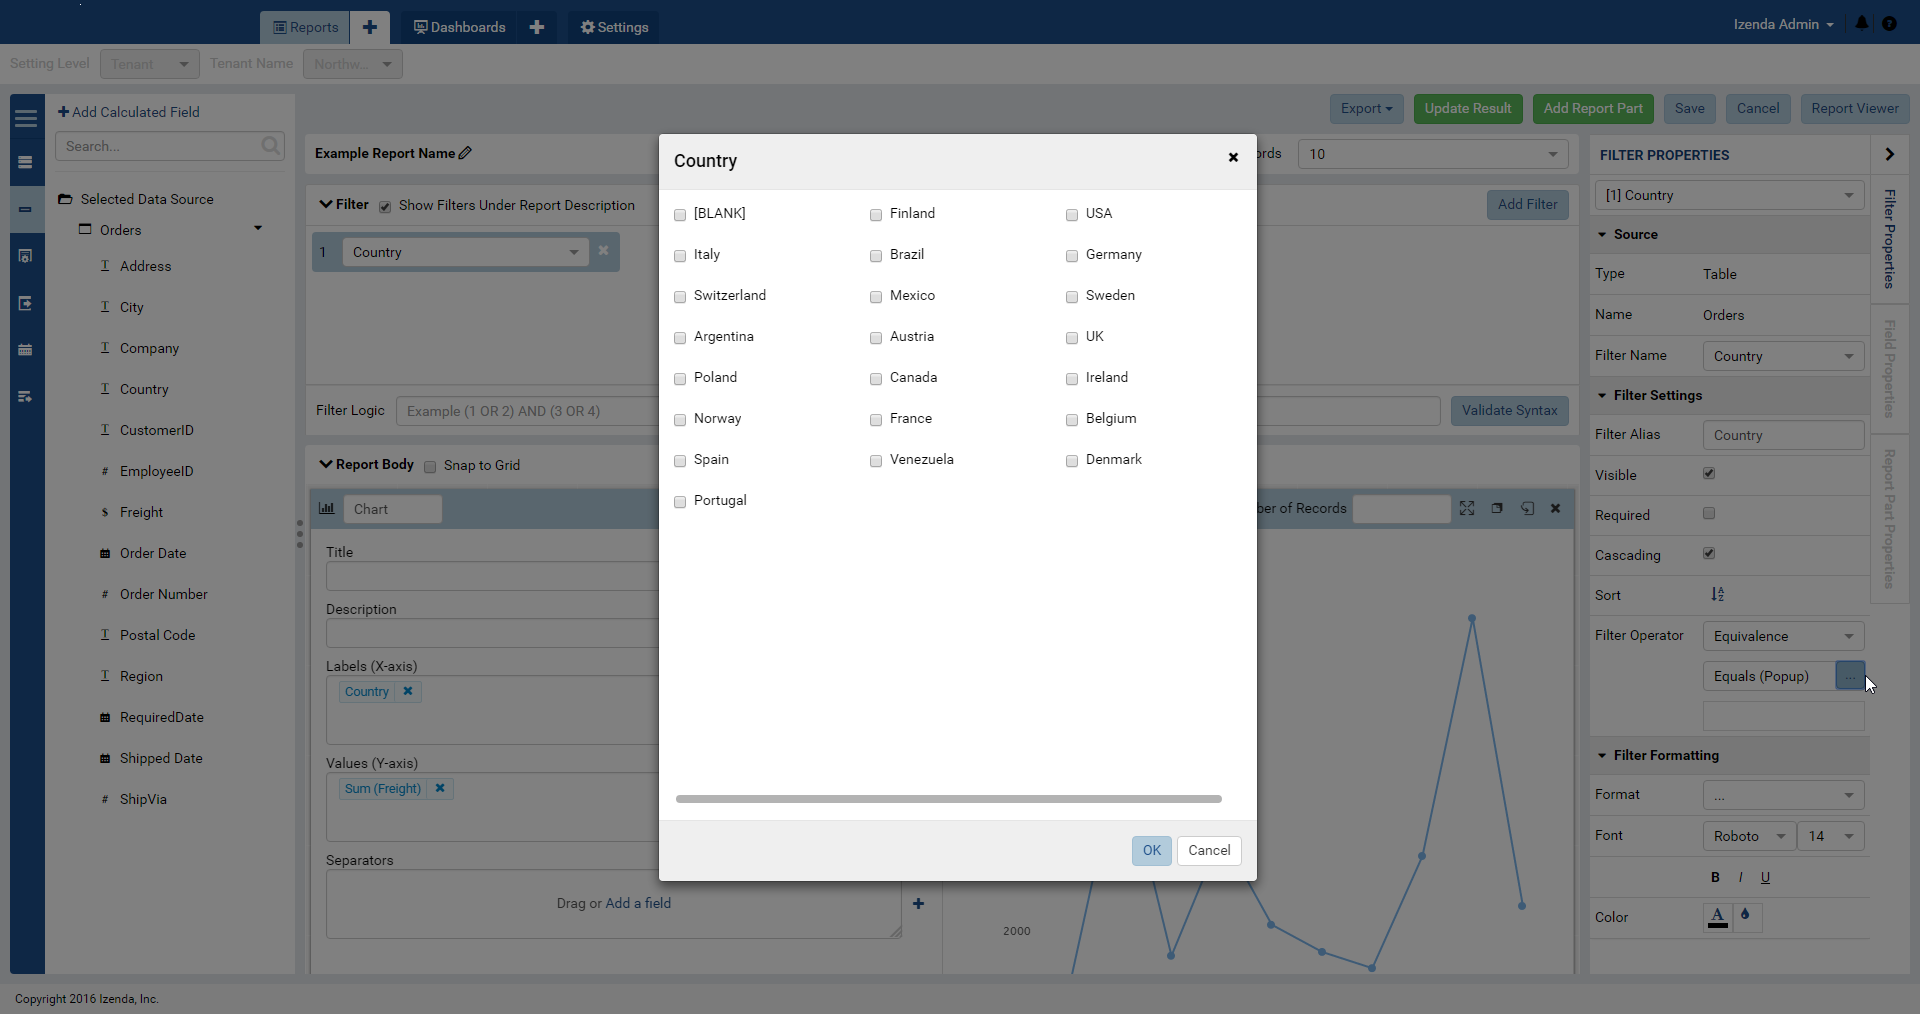 Reports
Dashboards
Settings
Izenda Admin
Setting Level
Tenant
Tenant Name
Northw...
Add Calculated Field
Search...
Selected Data Source
Orders
Address
City
Company
Country
CustomerID
# EmployeeID
$ Freight
Order Date
# Order Number
Postal Code
Region
RequiredDate
Shipped Date
# ShipVia
Export
Update Result
Add Report Part
Save
Cancel
Report Viewer
Example Report Name
ords
10
Filter
Show Filters Under Report Description
Add Filter
1
Country
Filter Logic
Example (1 OR 2) AND (3 OR 4)
Validate Syntax
Report Body
Snap to Grid
Chart
ber of Records
Title
Description
Labels (X-axis)
Country
Values (Y-axis)
Sum (Freight)
Separators
Drag or Add a field
2000
Country
[BLANK]
Finland
USA
Italy
Brazil
Germany
Switzerland
Mexico
Sweden
Argentina
Austria
UK
Poland
Canada
Ireland
Norway
France
Belgium
Spain
Venezuela
Denmark
Portugal
OK
Cancel
FILTER PROPERTIES
[1] Country
Source
Type
Table
Name
Orders
Filter Name
Country
Filter Settings
Filter Alias
Country
Visible
Required
Cascading
Sort
Filter Operator
Equivalence
Equals (Popup)
...
Filter Formatting
Format
...
Font
Roboto
14
B I U
Color
A
Filter Properties
Field Properties
Report Part Properties
Copyright 2016 Izenda, Inc.